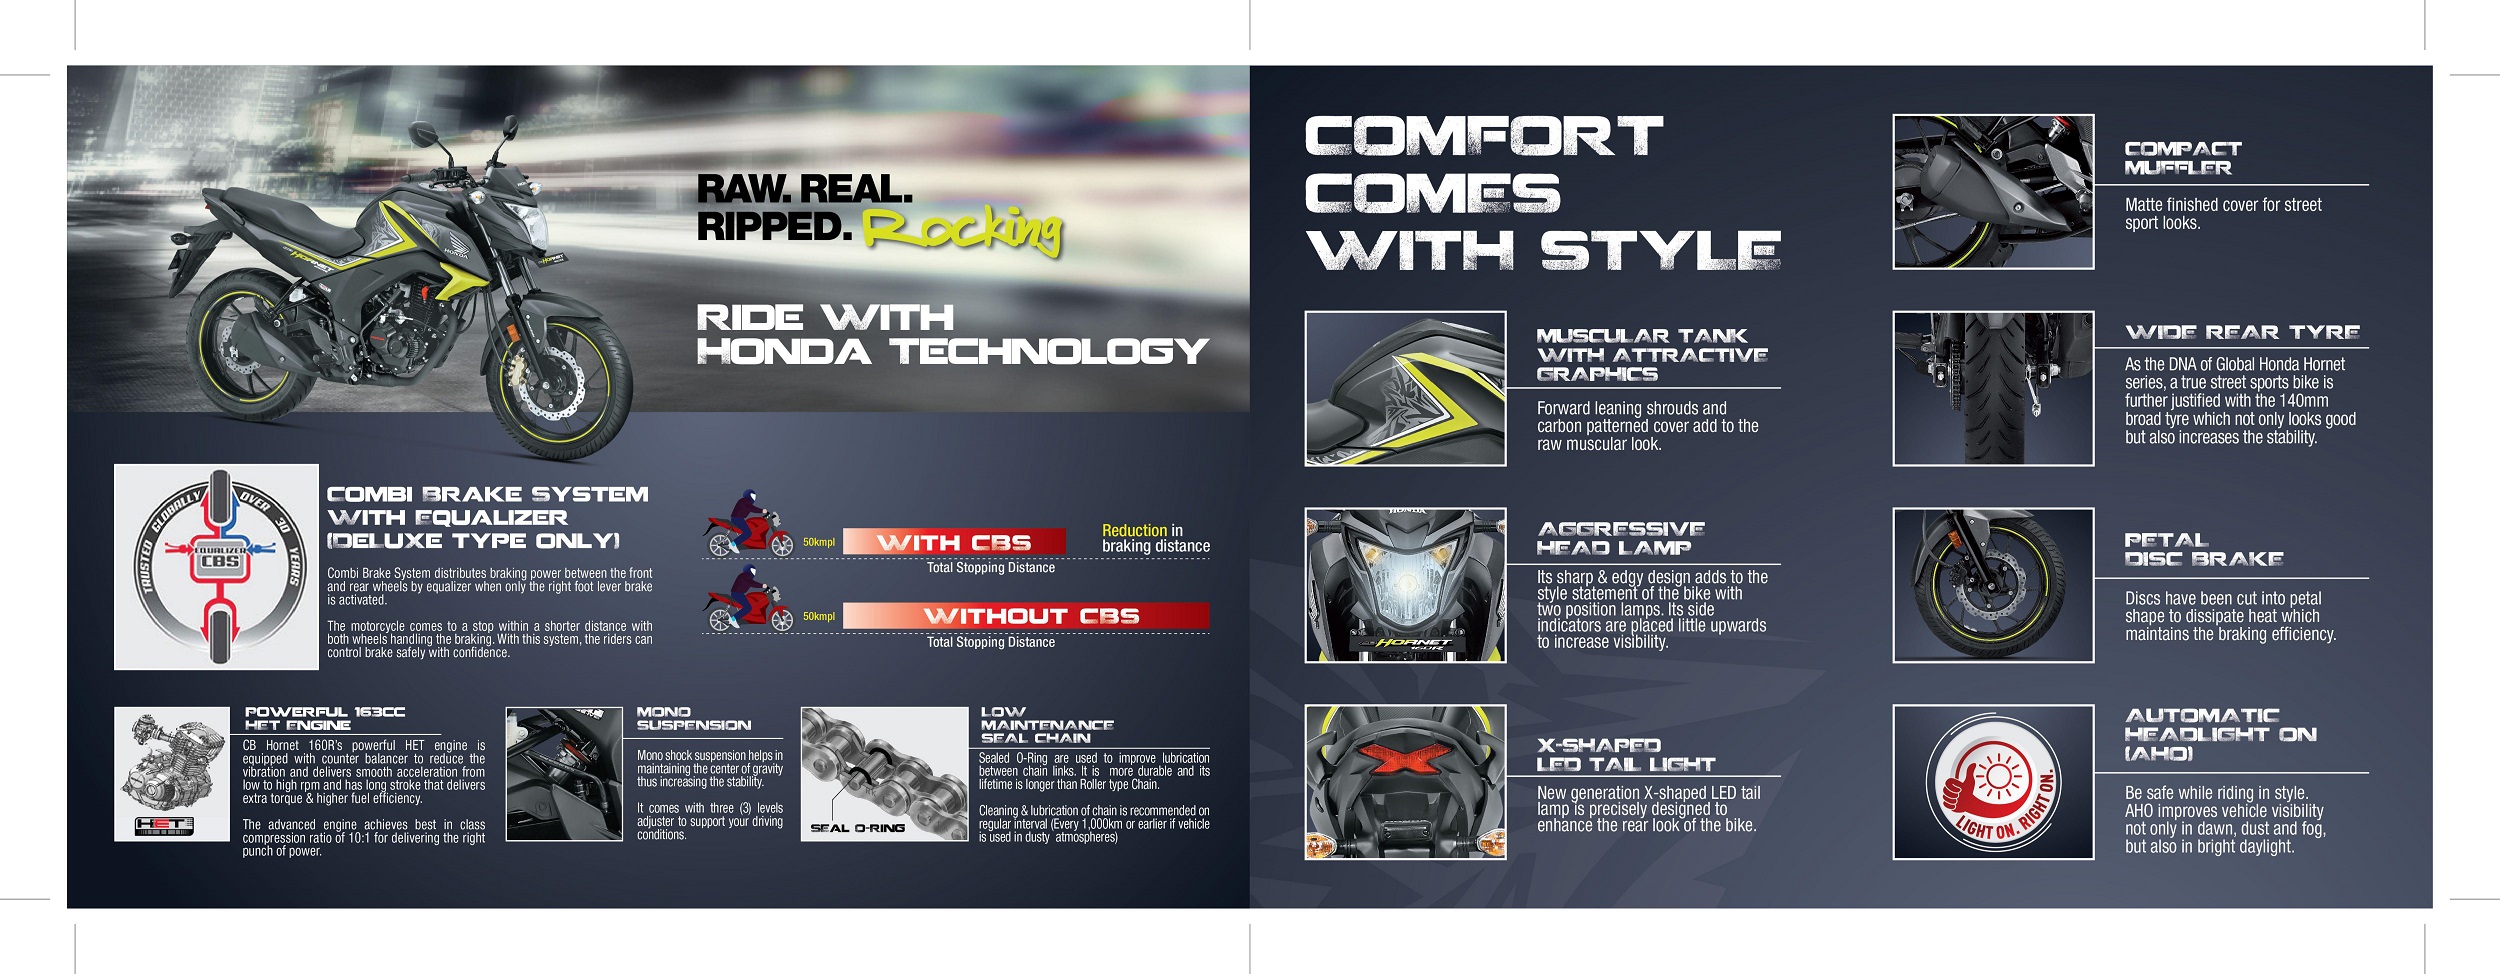 RAW. REAL.
RIPPED. Rocking
RIDE WITH
HONDA TECHNOLOGY
HONDA
HORNET
TRUSTED GLOBALLY OVER 30 YEARS
EQUALIZER
CBS
COMBI BRAKE SYSTEM
WITH EQUALIZER
(DELUXE TYPE ONLY)
Combi Brake System distributes braking power between the front
and rear wheels by equalizer when only the right foot lever brake
is activated.
The motorcycle comes to a stop within a shorter distance with
both wheels handling the braking. With this system, the riders can
control brake safely with confidence.
50kmpl
WITH CBS
Total Stopping Distance
Reduction in
braking distance
50kmpl
WITHOUT CBS
Total Stopping Distance
HET
POWERFUL 163CC
HET ENGINE
CB Hornet 160R's powerful HET engine is
equipped with counter balancer to reduce the
vibration and delivers smooth acceleration from
low to high rpm and has long stroke that delivers
extra torque & higher fuel efficiency.
The advanced engine achieves best in class
compression ratio of 10:1 for delivering the right
punch of power.
MONO
SUSPENSION
Mono shock suspension helps in
maintaining the center of gravity
thus increasing the stability.
It comes with three (3) levels
adjuster to support your driving
conditions.
SEAL O-RING
LOW
MAINTENANCE
SEAL CHAIN
Sealed O-Ring are used to improve lubrication
between chain links. It is more durable and its
lifetime is longer than Roller type Chain.
Cleaning & lubrication of chain is recommended on
regular interval (Every 1,000km or earlier if vehicle
is used in dusty atmospheres)
COMFORT
COMES
WITH STYLE
MUSCULAR TANK
WITH ATTRACTIVE
GRAPHICS
Forward leaning shrouds and
carbon patterned cover add to the
raw muscular look.
HONDA
HORNET
160R
AGGRESSIVE
HEAD LAMP
Its sharp & edgy design adds to the
style statement of the bike with
two position lamps. Its side
indicators are placed little upwards
to increase visibility.
X-SHAPED
LED TAIL LIGHT
New generation X-shaped LED tail
lamp is precisely designed to
enhance the rear look of the bike.
COMPACT
MUFFLER
Matte finished cover for street
sport looks.
WIDE REAR TYRE
As the DNA of Global Honda Hornet
series, a true street sports bike is
further justified with the 140mm
broad tyre which not only looks good
but also increases the stability.
PETAL
DISC BRAKE
Discs have been cut into petal
shape to dissipate heat which
maintains the braking efficiency.
LIGHT ON. RIGHT ON.
AUTOMATIC
HEADLIGHT ON
(AHO)
Be safe while riding in style.
AHO improves vehicle visibility
not only in dawn, dust and fog,
but also in bright daylight.